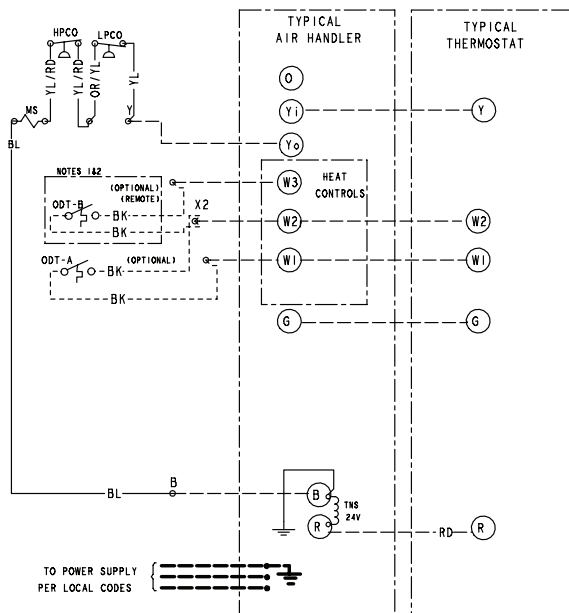 TYPICAL
AIR HANDLER
TYPICAL
THERMOSTAT
HPCO
LPCO
YL/RD
YL/RD
OR/YL
YL
MS
Y
BL
O
Yi
Y
Yo
NOTES 1&2
(OPTIONAL)
(REMOTE)
W3
HEAT
CONTROLS
ODT-B
BK
BK
X2
W2
W2
ODT-A
(OPTIONAL)
BK
BK
W1
W1
G
G
BL
B
B
TNS
24V
R
RD
R
TO POWER SUPPLY
PER LOCAL CODES